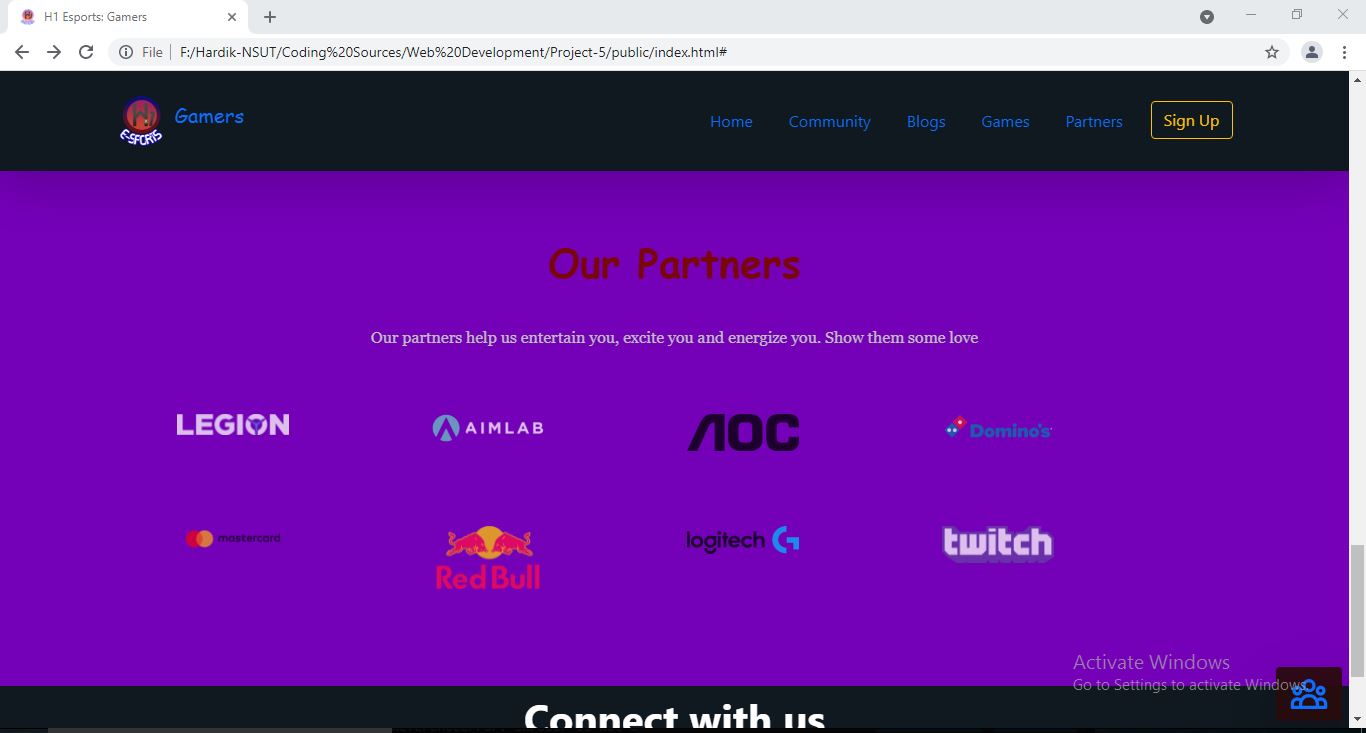 H1 Esports: Gamers
File
F:/Hardik-NSUT/Coding%20Sources/Web%20Development/Project-5/public/index.html#
E-SPORTS
Gamers
Home
Community
Blogs
Games
Partners
Sign Up
Our Partners
Our partners help us entertain you, excite you and energize you. Show them some love
LEGION
AIMLAB
AOC
Domino's
mastercard
Red Bull
logitech G
twitch
Activate Windows
Go to Settings to activate Windows.
Connect with us